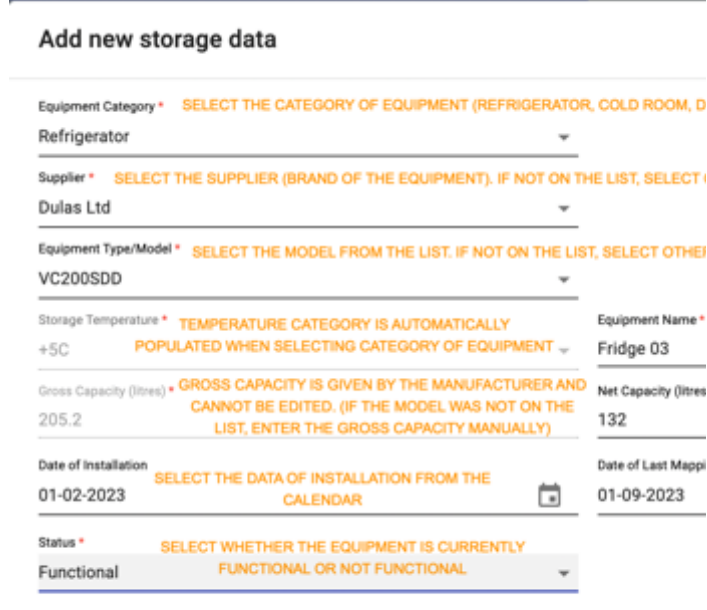 Add new storage data
Equipment Category * SELECT THE CATEGORY OF EQUIPMENT (REFRIGERATOR, COLD ROOM, D
Refrigerator
Supplier * SELECT THE SUPPLIER (BRAND OF THE EQUIPMENT). IF NOT ON THE LIST, SELECT
Dulas Ltd
Equipment Type/Model * SELECT THE MODEL FROM THE LIST. IF NOT ON THE LIST, SELECT OTHER
VC200SDD
Storage Temperature * TEMPERATURE CATEGORY IS AUTOMATICALLY Equipment Name *
+5C POPULATED WHEN SELECTING CATEGORY OF EQUIPMENT Fridge 03
Gross Capacity (litres) * GROSS CAPACITY IS GIVEN BY THE MANUFACTURER AND Net Capacity (litres
CANNOT BE EDITED. (IF THE MODEL WAS NOT ON THE
205.2 LIST, ENTER THE GROSS CAPACITY MANUALLY) 132
Date of Installation SELECT THE DATA OF INSTALLATION FROM THE Date of Last Mappi
01-02-2023 CALENDAR 01-09-2023
Status * SELECT WHETHER THE EQUIPMENT IS CURRENTLY
Functional FUNCTIONAL OR NOT FUNCTIONAL